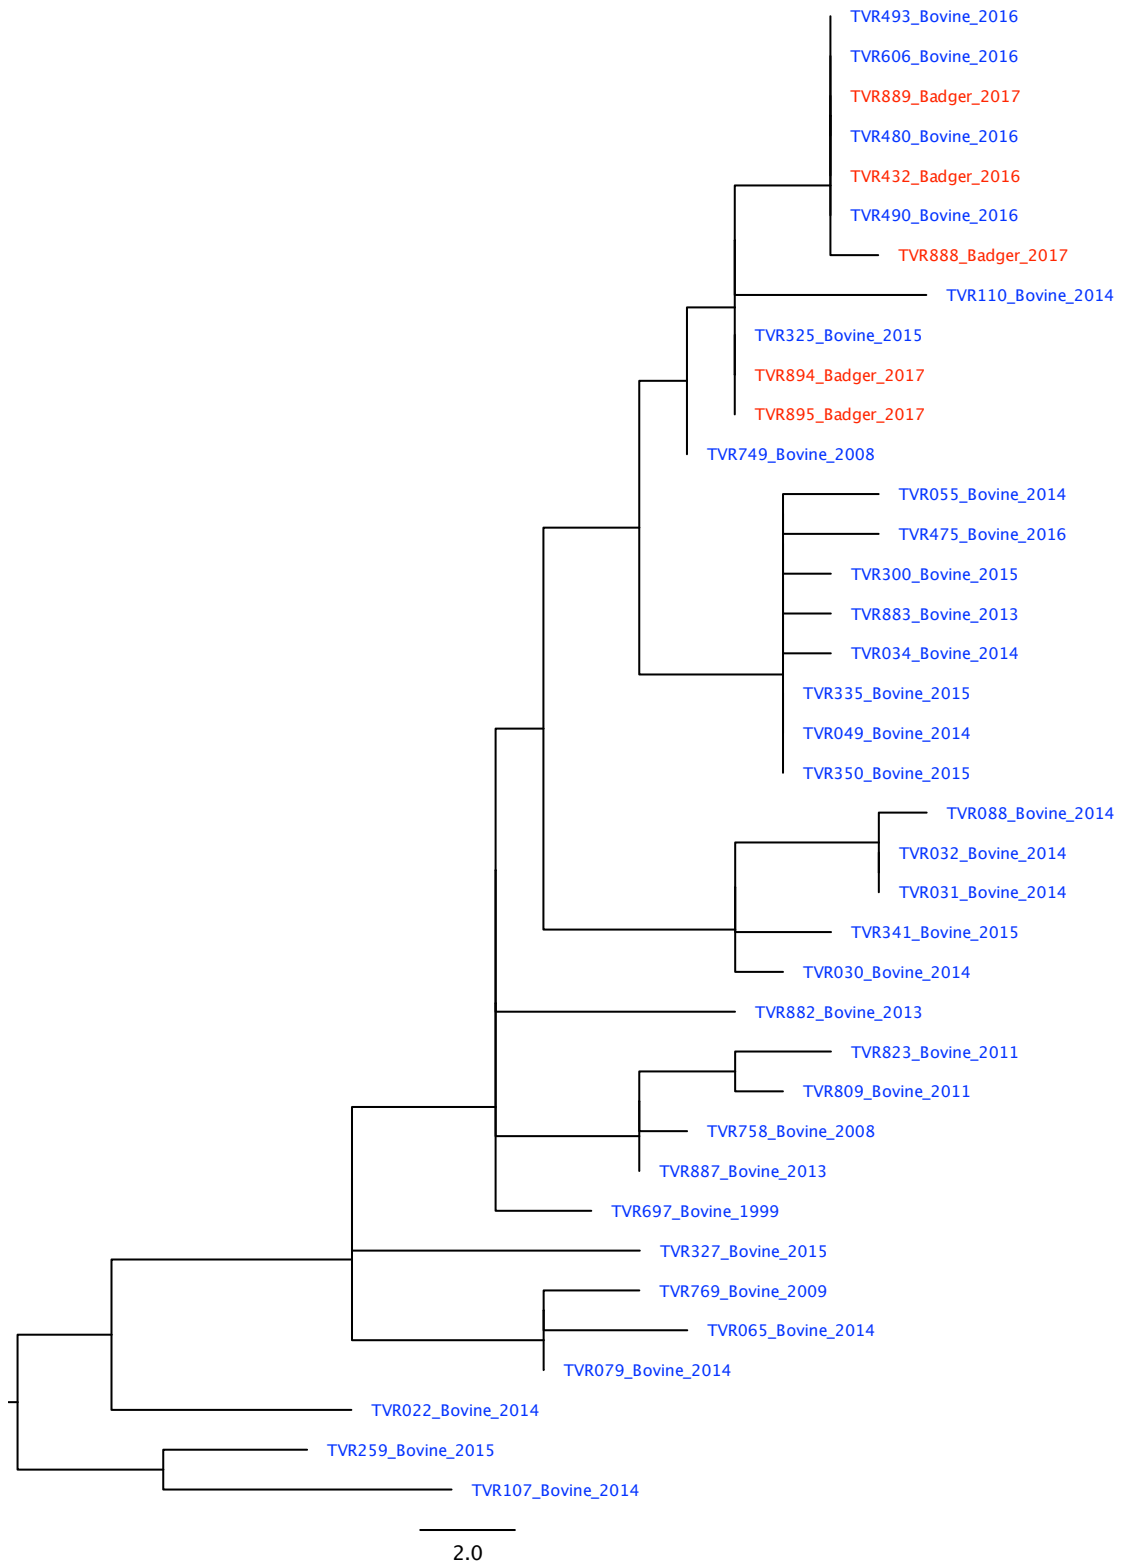 TVR493_Bovine_2016
TVR606_Bovine_2016
TVR889_Badger_2017
TVR480_Bovine_2016
TVR432_Badger_2016
TVR490_Bovine_2016
TVR888_Badger_2017
TVR110_Bovine_2014
TVR325_Bovine_2015
TVR894_Badger_2017
TVR895_Badger_2017
TVR749_Bovine_2008
TVR055_Bovine_2014
TVR475_Bovine_2016
TVR300_Bovine_2015
TVR883_Bovine_2013
TVR034_Bovine_2014
TVR335_Bovine_2015
TVR049_Bovine_2014
TVR350_Bovine_2015
TVR088_Bovine_2014
TVR032_Bovine_2014
TVR031_Bovine_2014
TVR341_Bovine_2015
TVR030_Bovine_2014
TVR882_Bovine_2013
TVR823_Bovine_2011
TVR809_Bovine_2011
TVR758_Bovine_2008
TVR887_Bovine_2013
TVR697_Bovine_1999
TVR327_Bovine_2015
TVR769_Bovine_2009
TVR065_Bovine_2014
TVR079_Bovine_2014
TVR022_Bovine_2014
TVR259_Bovine_2015
TVR107_Bovine_2014
2.0